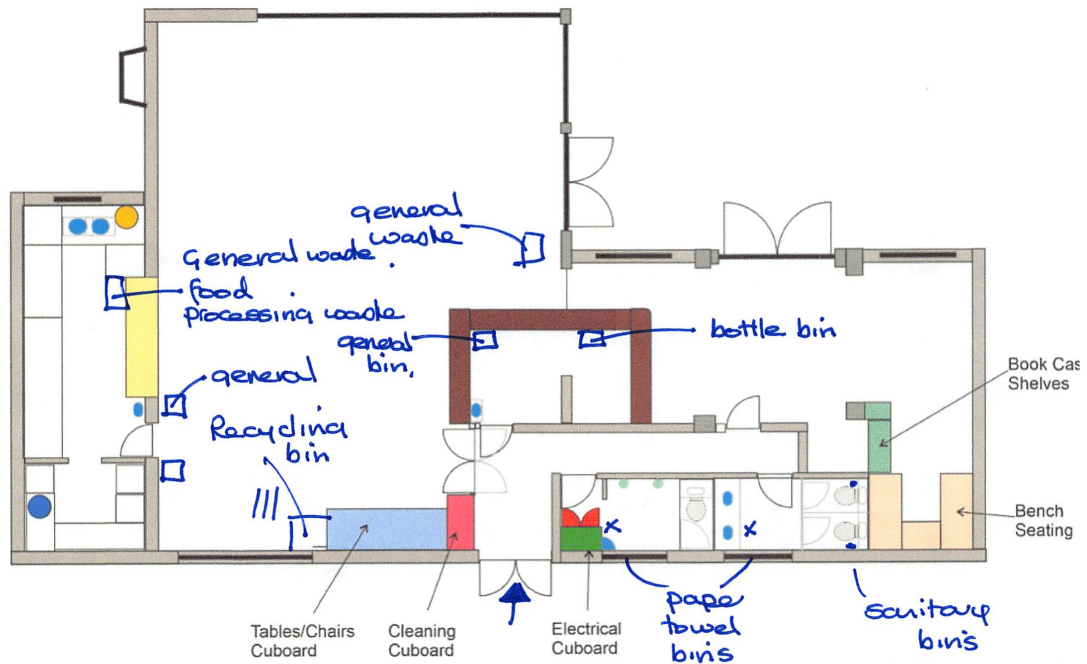 general
waste
General waste.
food
processing waste
general
bin,
bottle bin
general
Recycling
bin
Book Cas
Shelves
Bench
Seating
Tables/Chairs
Cuboard
Cleaning
Cuboard
Electrical
Cuboard
pape
towel
bins
sanitary
bins